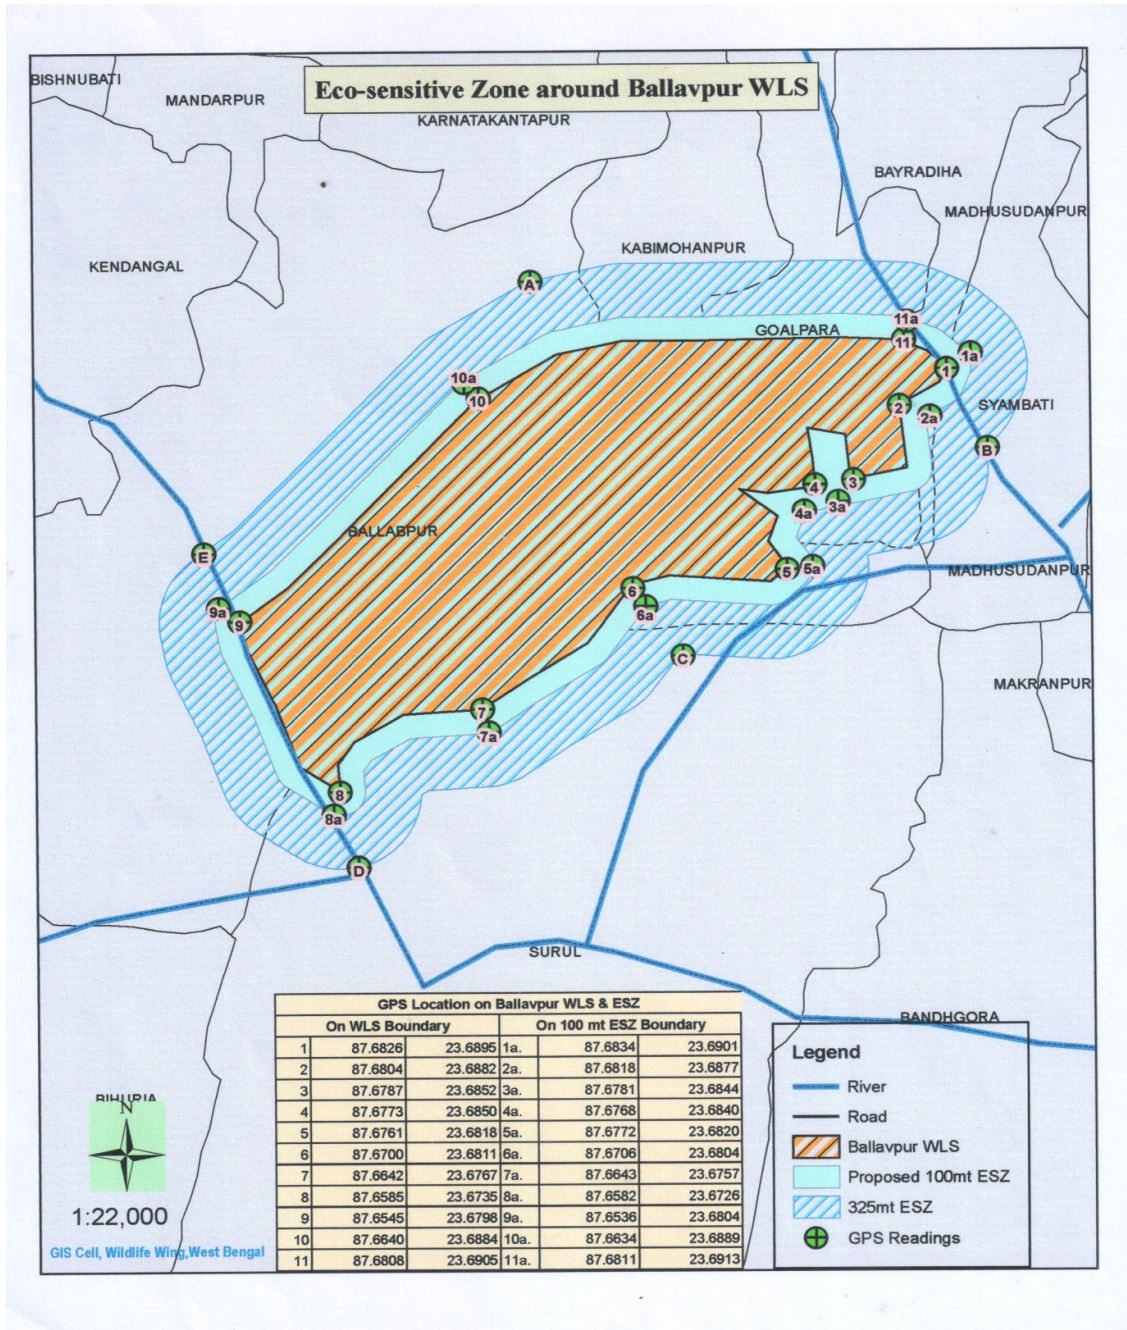 Eco-sensitive Zone around Ballavpur WLS
BISHNUBATI
MANDARPUR
KARNATAKANTAPUR
BAYRADIHA
MADHUSUDANPUR
KABIMOHANPUR
KENDANGAL
A
11a
GOALPARA
11
1a
1
10a
10
SYAMBATI
2
2a
B
3
4
3a
4a
BALLABPUR
E
5
5a
MADHUSUDANPUR
6
6a
9a
9
C
MAKRANPUR
7
7a
8
8a
D
SURUL
BANDHGORA
BIHURIA
N
1:22,000
GIS Cell, Wildlife Wing,West Bengal
GPS Location on Ballavpur WLS & ESZ
On WLS Boundary On 100 mt ESZ Boundary
1 87.6826 23.6895 1a. 87.6834 23.6901
2 87.6804 23.6882 2a. 87.6818 23.6877
3 87.6787 23.6852 3a. 87.6781 23.6844
4 87.6773 23.6850 4a. 87.6768 23.6840
5 87.6761 23.6818 5a. 87.6772 23.6820
6 87.6700 23.6811 6a. 87.6706 23.6804
7 87.6642 23.6767 7a. 87.6643 23.6757
8 87.6585 23.6735 8a. 87.6582 23.6726
9 87.6545 23.6798 9a. 87.6536 23.6804
10 87.6640 23.6884 10a. 87.6634 23.6889
11 87.6808 23.6905 11a. 87.6811 23.6913
Legend
River
Road
Ballavpur WLS
Proposed 100mt ESZ
325mt ESZ
GPS Readings